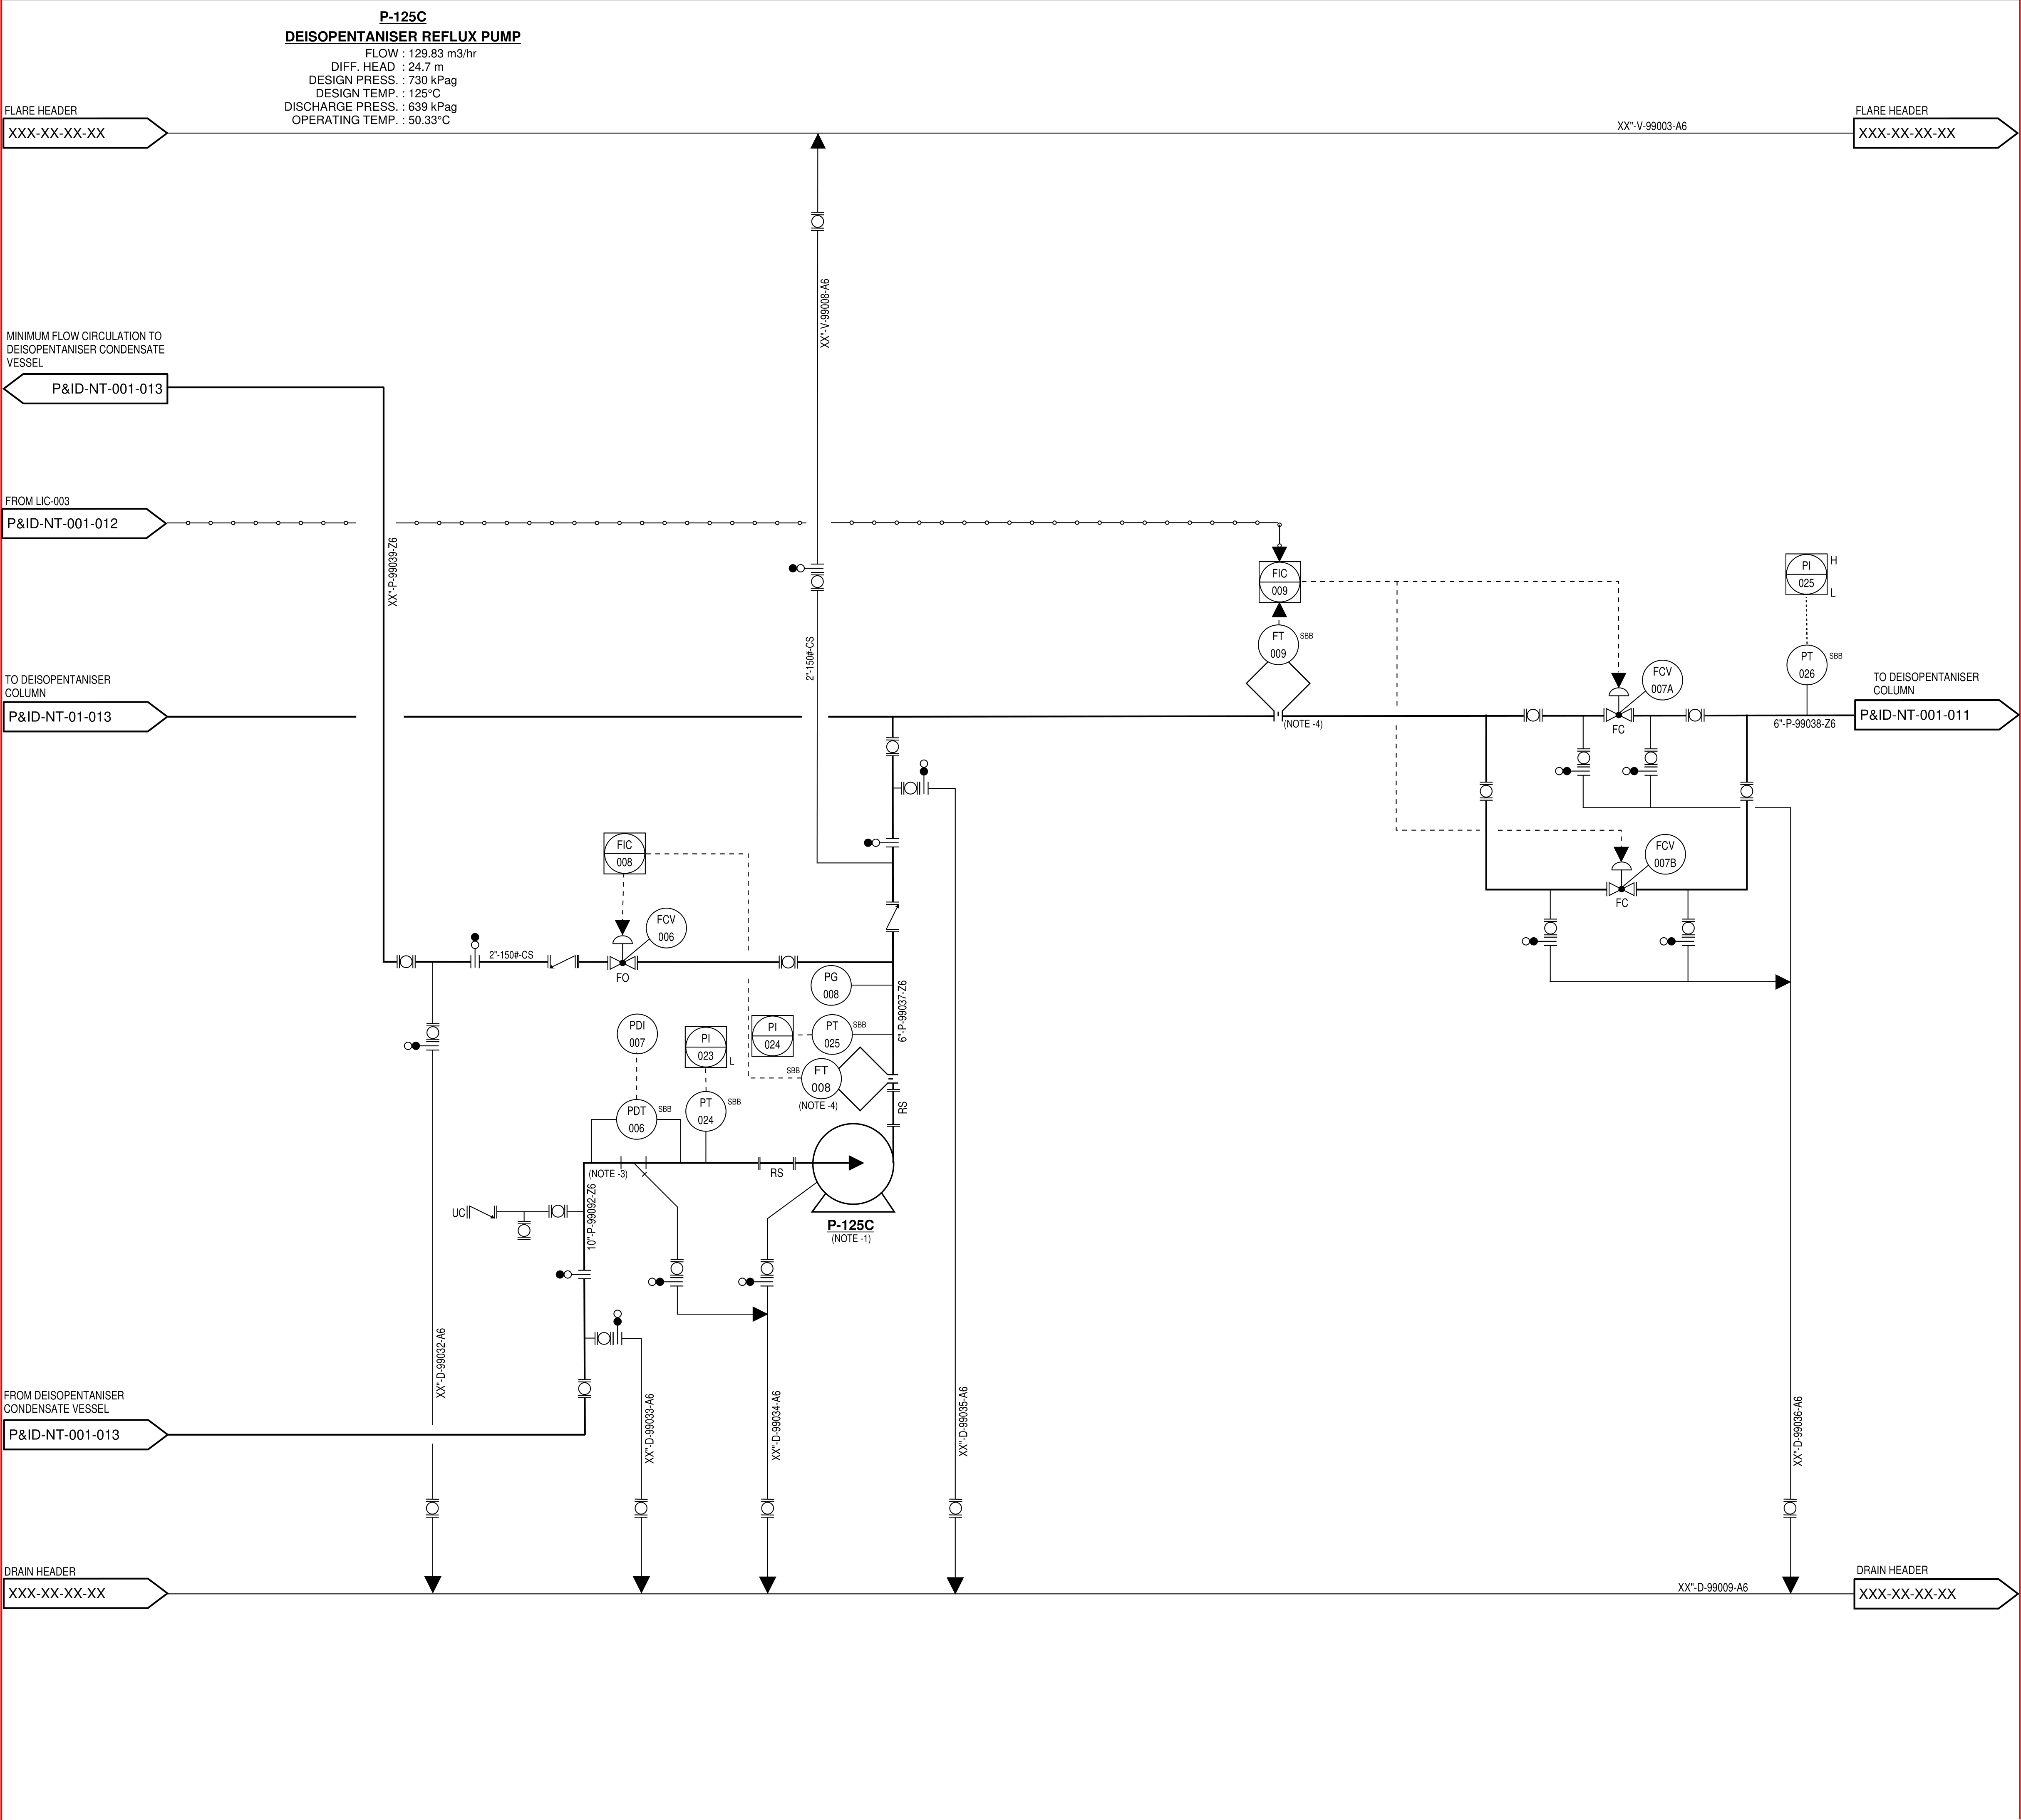 P-125C
DEISOPENTANISER REFLUX PUMP
FLOW : 129.83 m3/hr
DIFF. HEAD : 24.7 m
DESIGN PRESS. : 730 kPag
DESIGN TEMP. : 125°C
DISCHARGE PRESS. : 639 kPag
OPERATING TEMP. : 50.33°C
FLARE HEADER
XXX-XX-XX-XX
XX"-V-99003-A6
FLARE HEADER
XXX-XX-XX-XX
XX"-V-99008-A6
MINIMUM FLOW CIRCULATION TO
DEISOPENTANISER CONDENSATE
VESSEL
P&ID-NT-001-013
FROM LIC-003
P&ID-NT-001-012
XX"-P-99039-Z6
FIC
009
FT
009
SBB
(NOTE -4)
2"-150#-CS
PI
025
H
L
PT
026
SBB
FCV
007A
FC
TO DEISOPENTANISER
COLUMN
P&ID-NT-01-013
6"-P-99038-Z6
TO DEISOPENTANISER
COLUMN
P&ID-NT-001-011
FCV
007B
FC
FIC
008
FCV
006
FO
2"-150#-CS
PG
008
6"-P-99037-Z6
PDI
007
PI
023
L
PI
024
PT
025
SBB
SBB
FT
008
(NOTE -4)
RS
PDT
006
SBB
PT
024
SBB
(NOTE -3)
RS
UC
10"-P-99092-Z6
P-125C
(NOTE -1)
XX"-D-99032-A6
XX"-D-99033-A6
XX"-D-99034-A6
XX"-D-99035-A6
XX"-D-99036-A6
FROM DEISOPENTANISER
CONDENSATE VESSEL
P&ID-NT-001-013
DRAIN HEADER
XXX-XX-XX-XX
XX"-D-99009-A6
DRAIN HEADER
XXX-XX-XX-XX